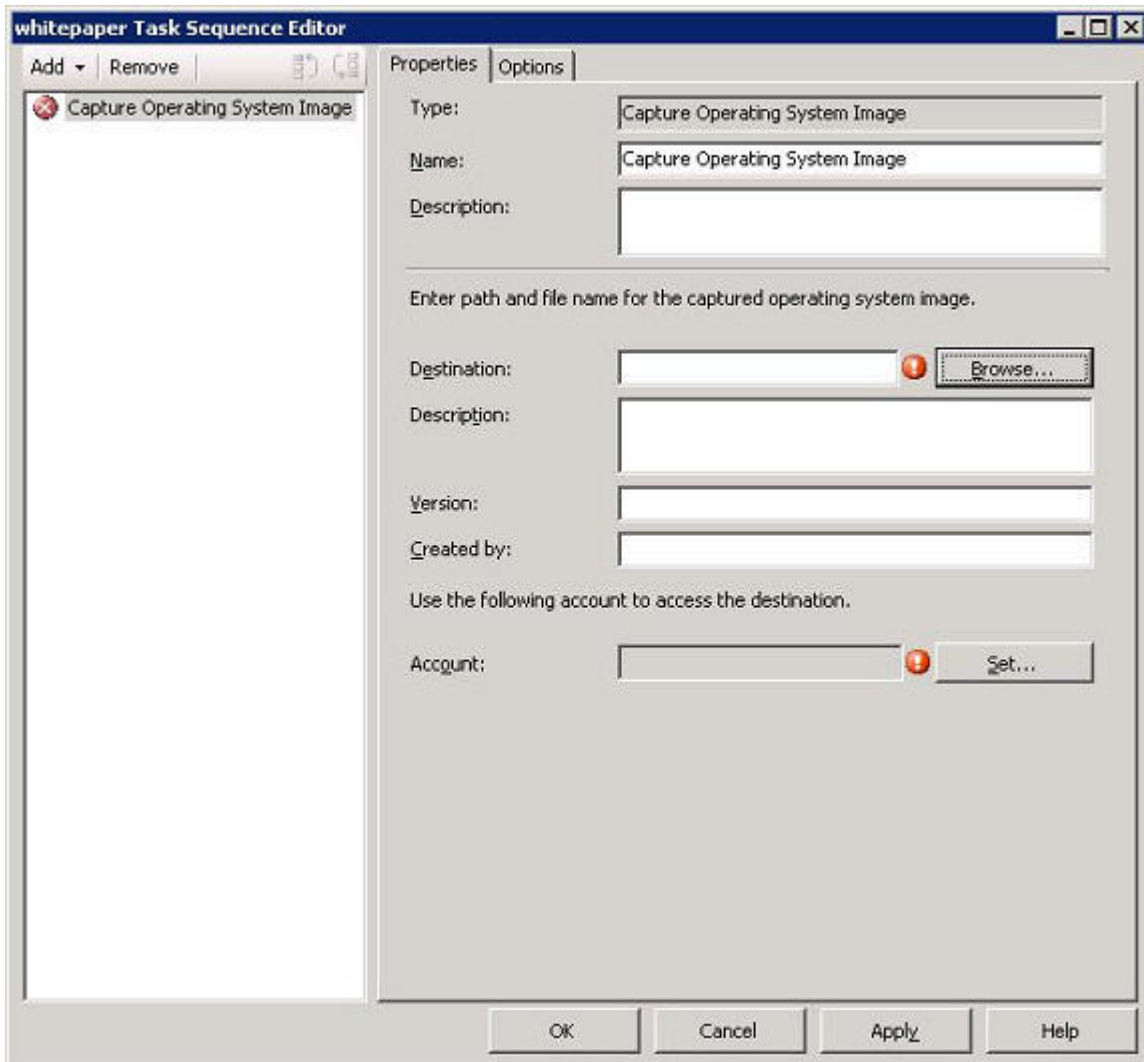 whitepaper Task Sequence Editor
Add Remove
Capture Operating System Image
Properties Options
Type: Capture Operating System Image
Name: Capture Operating System Image
Description:
Enter path and file name for the captured operating system image.
Destination: Browse...
Description:
Version:
Created by:
Use the following account to access the destination.
Account: Set...
OK Cancel Apply Help